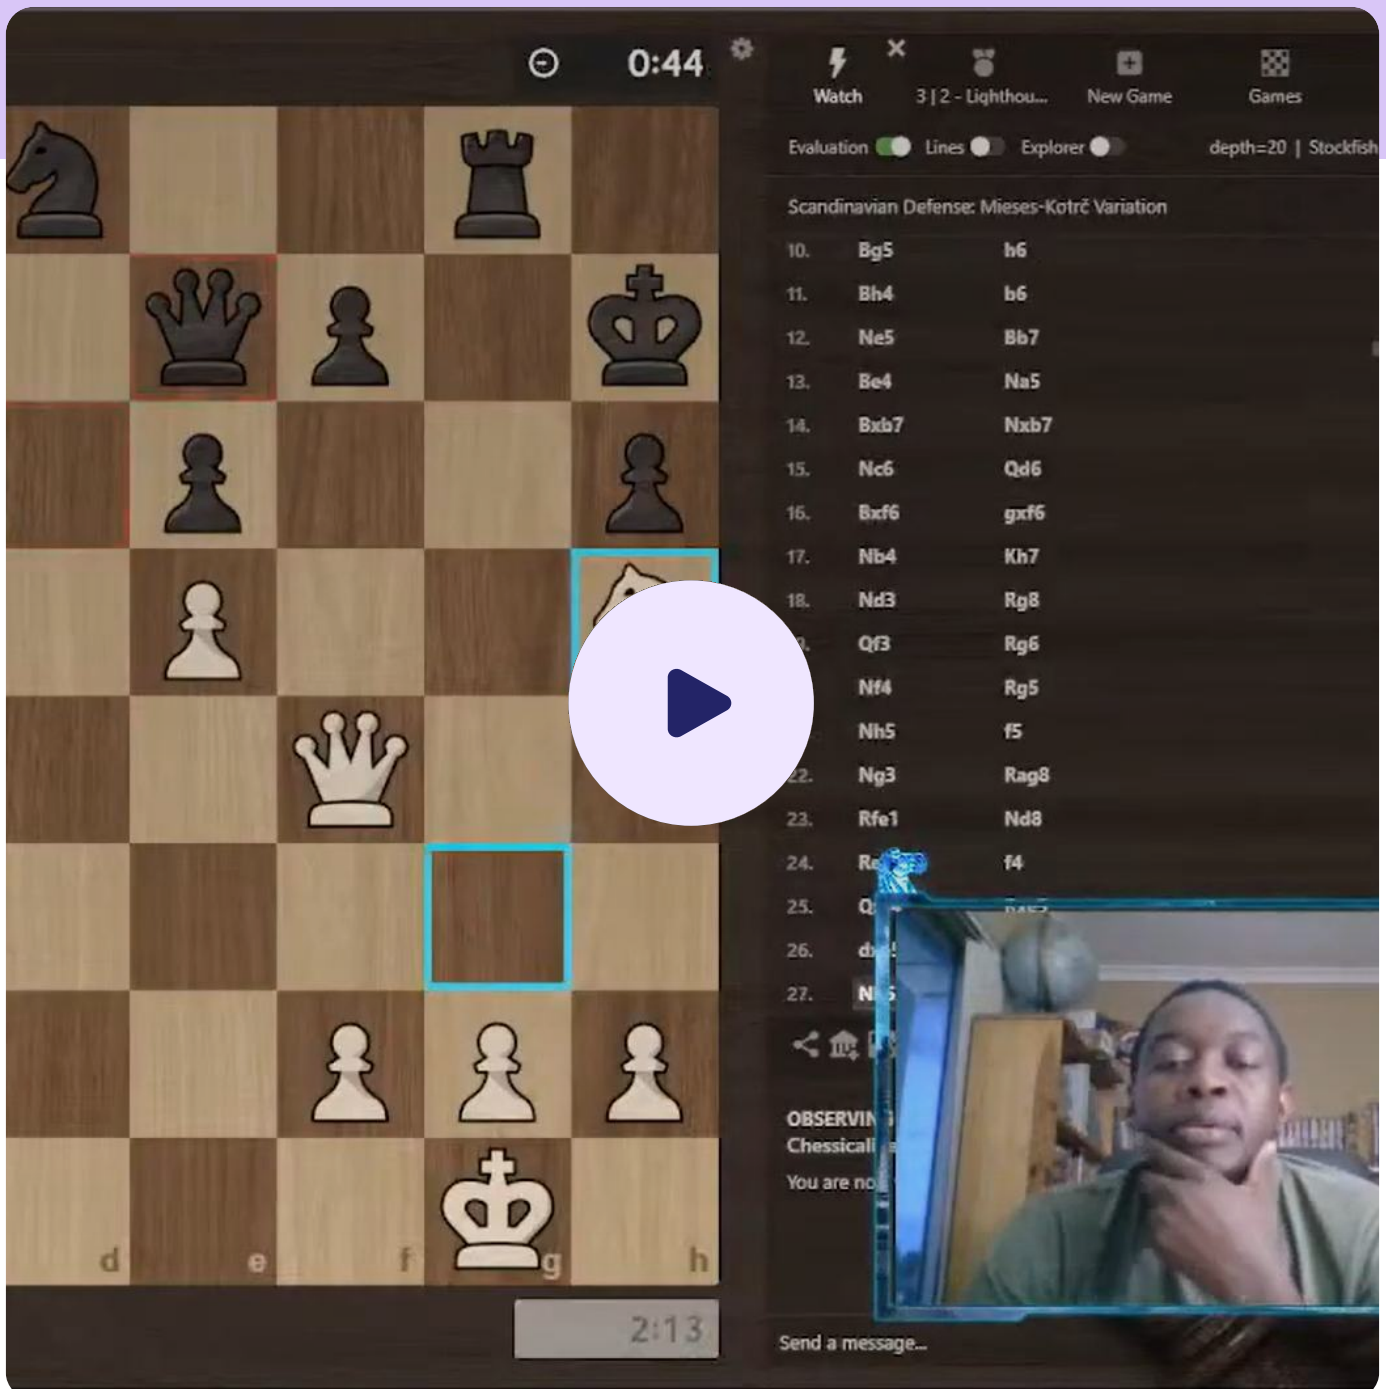 0:44
Watch
3 | 2 - Lighthou...
New Game
Games
Evaluation
Lines
Explorer
depth=20 | Stockfish
Scandinavian Defense: Mieses-Kotrč Variation
10. Bg5 h6
11. Bh4 b6
12. Ne5 Bb7
13. Be4 Na5
14. Bxb7 Nxb7
15. Nc6 Qd6
16. Bxf6 gxf6
17. Nb4 Kh7
18. Nd3 Rg8
Qf3 Rg6
Nf4 Rg5
Nh5 f5
22. Ng3 Rag8
23. Rfe1 Nd8
24. f4
25.
26.
27.
OBSERVING
You are no
d e f g h
2:13
Send a message...